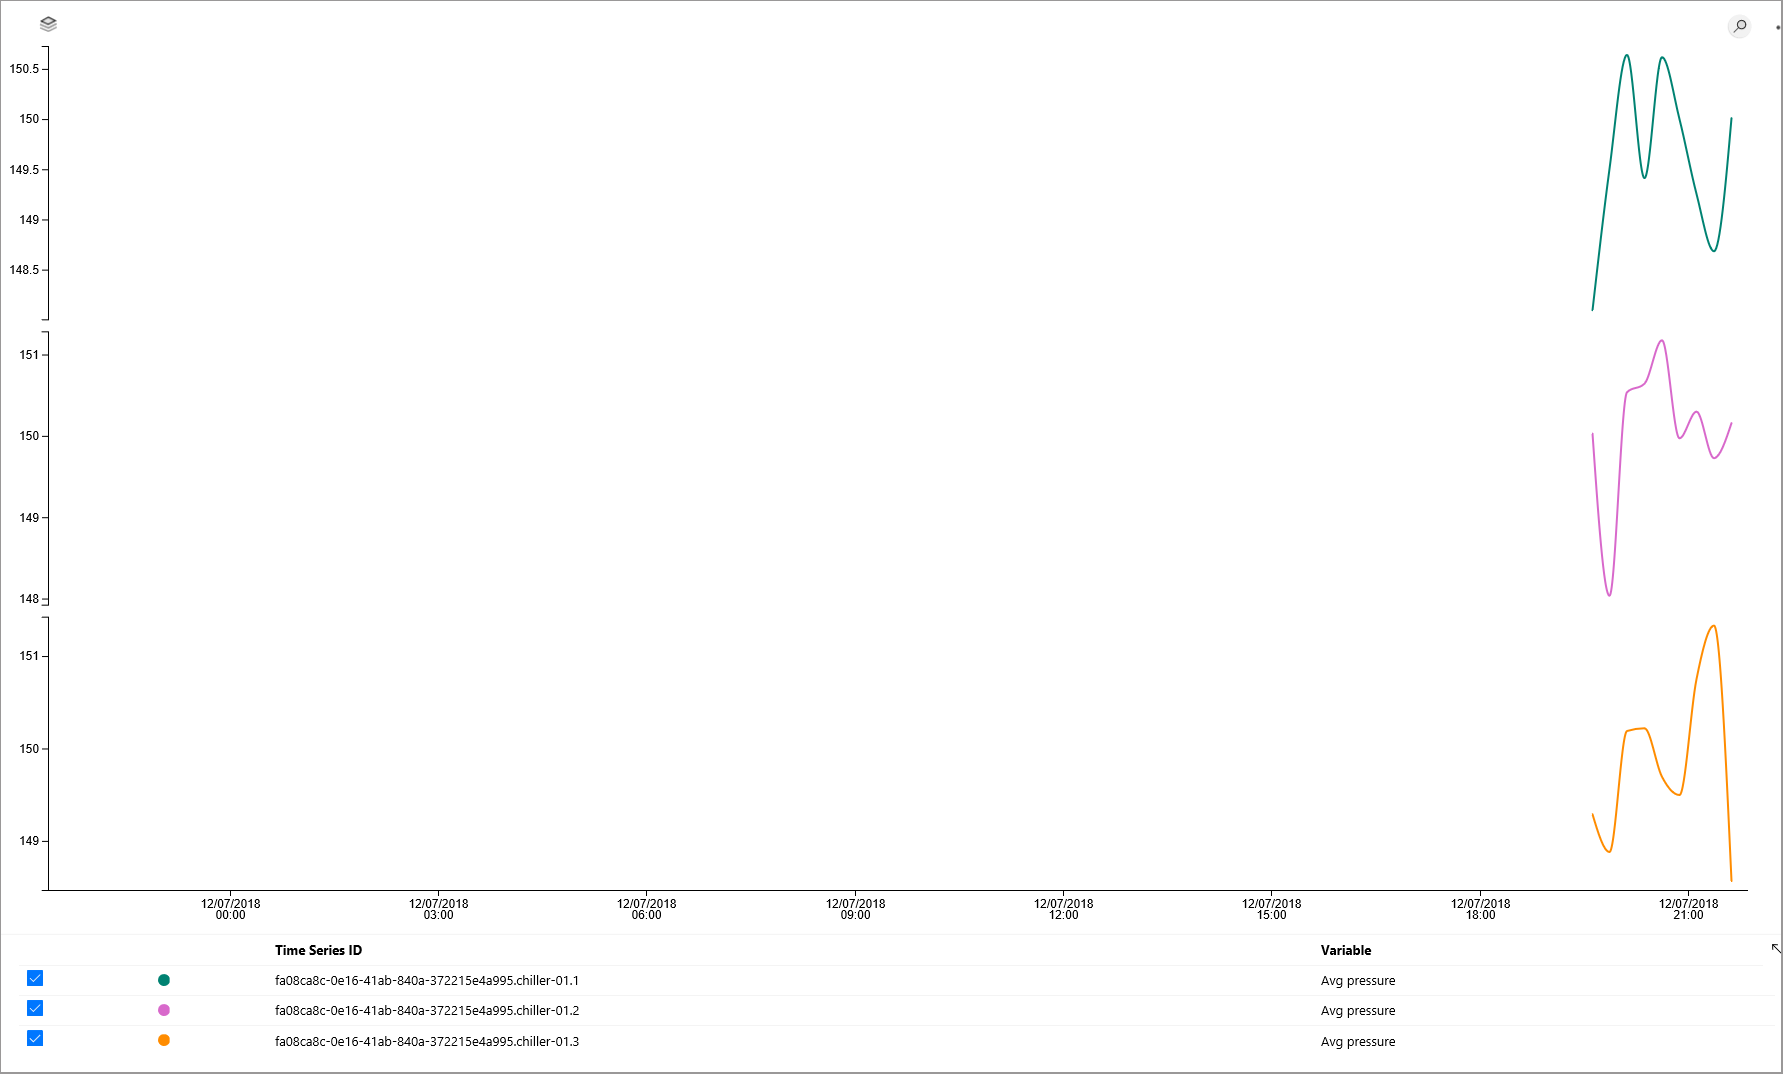 150.5
150
149.5
149
148.5
151
150
149
148
151
150
149
12/07/2018 12/07/2018 12/07/2018 12/07/2018 12/07/2018 12/07/2018 12/07/2018 12/07/2018
00:00 03:00 06:00 09:00 12:00 15:00 18:00 21:00
Time Series ID Variable
fa08ca8c-0e16-41ab-840a-372215e4a995.chiller-01.1 Avg pressure
fa08ca8c-0e16-41ab-840a-372215e4a995.chiller-01.2 Avg pressure
fa08ca8c-0e16-41ab-840a-372215e4a995.chiller-01.3 Avg pressure